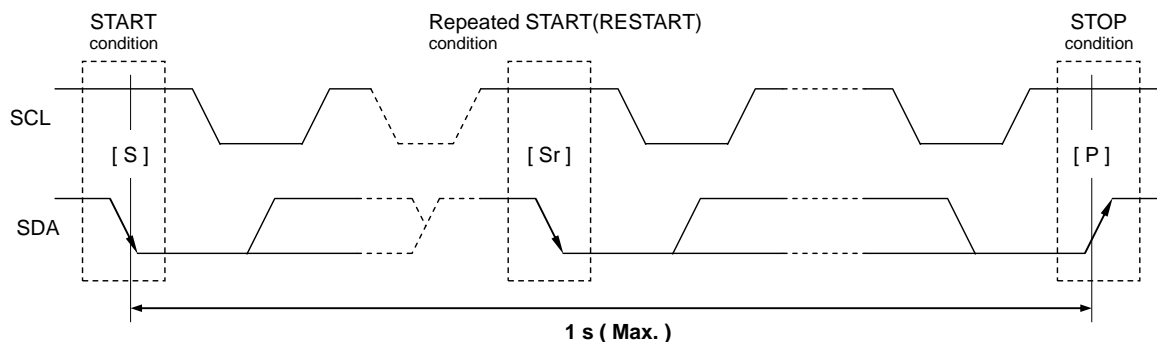 START
condition
Repeated START(RESTART)
condition
STOP
condition
SCL
[ S ]
[ Sr ]
[ P ]
SDA
1 s ( Max. )